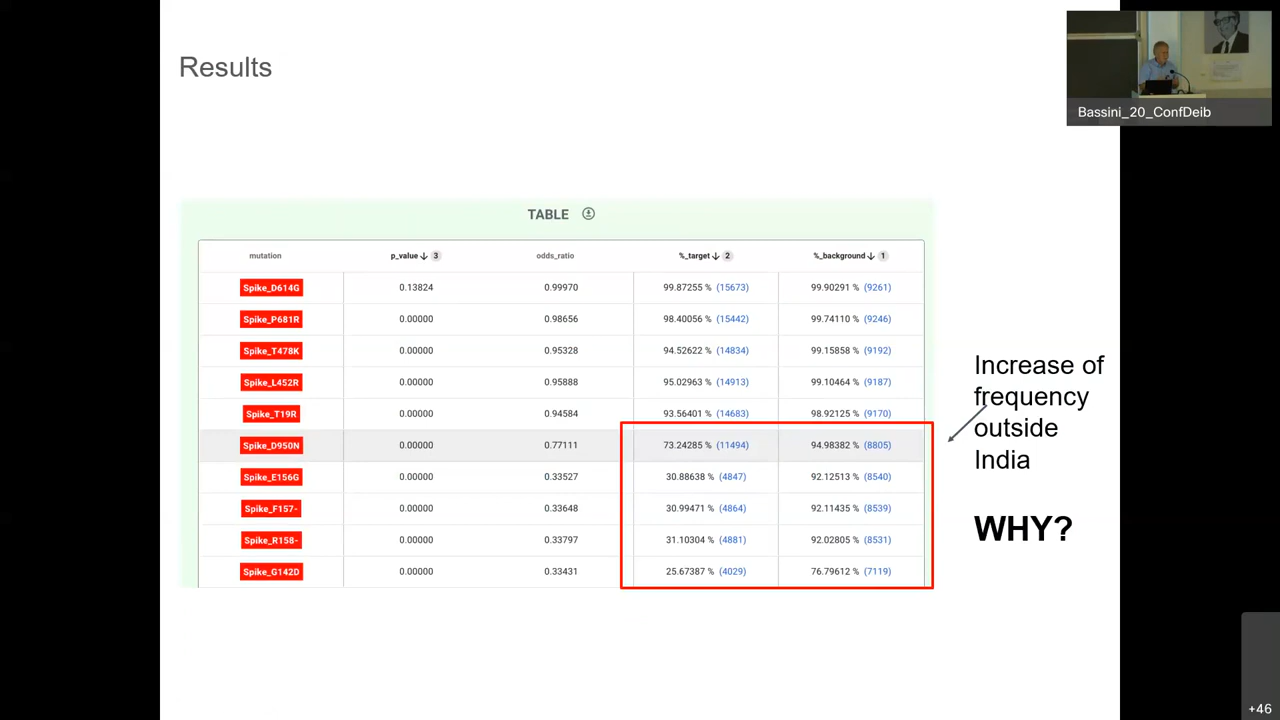 Results
Bassini_20_ConfDeib
TABLE
mutation p_value 3 odds_ratio %_target 2 %_background 1
Spike_D614G 0.13824 0.99970 99.87255 % (15673) 99.90291 % (9261)
Spike_P681R 0.00000 0.98656 98.40056 % (15442) 99.74110 % (9246)
Spike_T478K 0.00000 0.95328 94.52622 % (14834) 99.15858 % (9192)
Spike_L452R 0.00000 0.95888 95.02963 % (14913) 99.10464 % (9187)
Spike_T19R 0.00000 0.94584 93.56401 % (14683) 98.92125 % (9170)
Spike_D950N 0.00000 0.77111 73.24285 % (11494) 94.98382 % (8805)
Spike_E156G 0.00000 0.33527 30.88638 % (4847) 92.12513 % (8540)
Spike_F157- 0.00000 0.33648 30.99471 % (4864) 92.11435 % (8539)
Spike_R158- 0.00000 0.33797 31.10304 % (4881) 92.02805 % (8531)
Spike_G142D 0.00000 0.33431 25.67387 % (4029) 76.79612 % (7119)
Increase of
frequency
outside
India
WHY?
+46